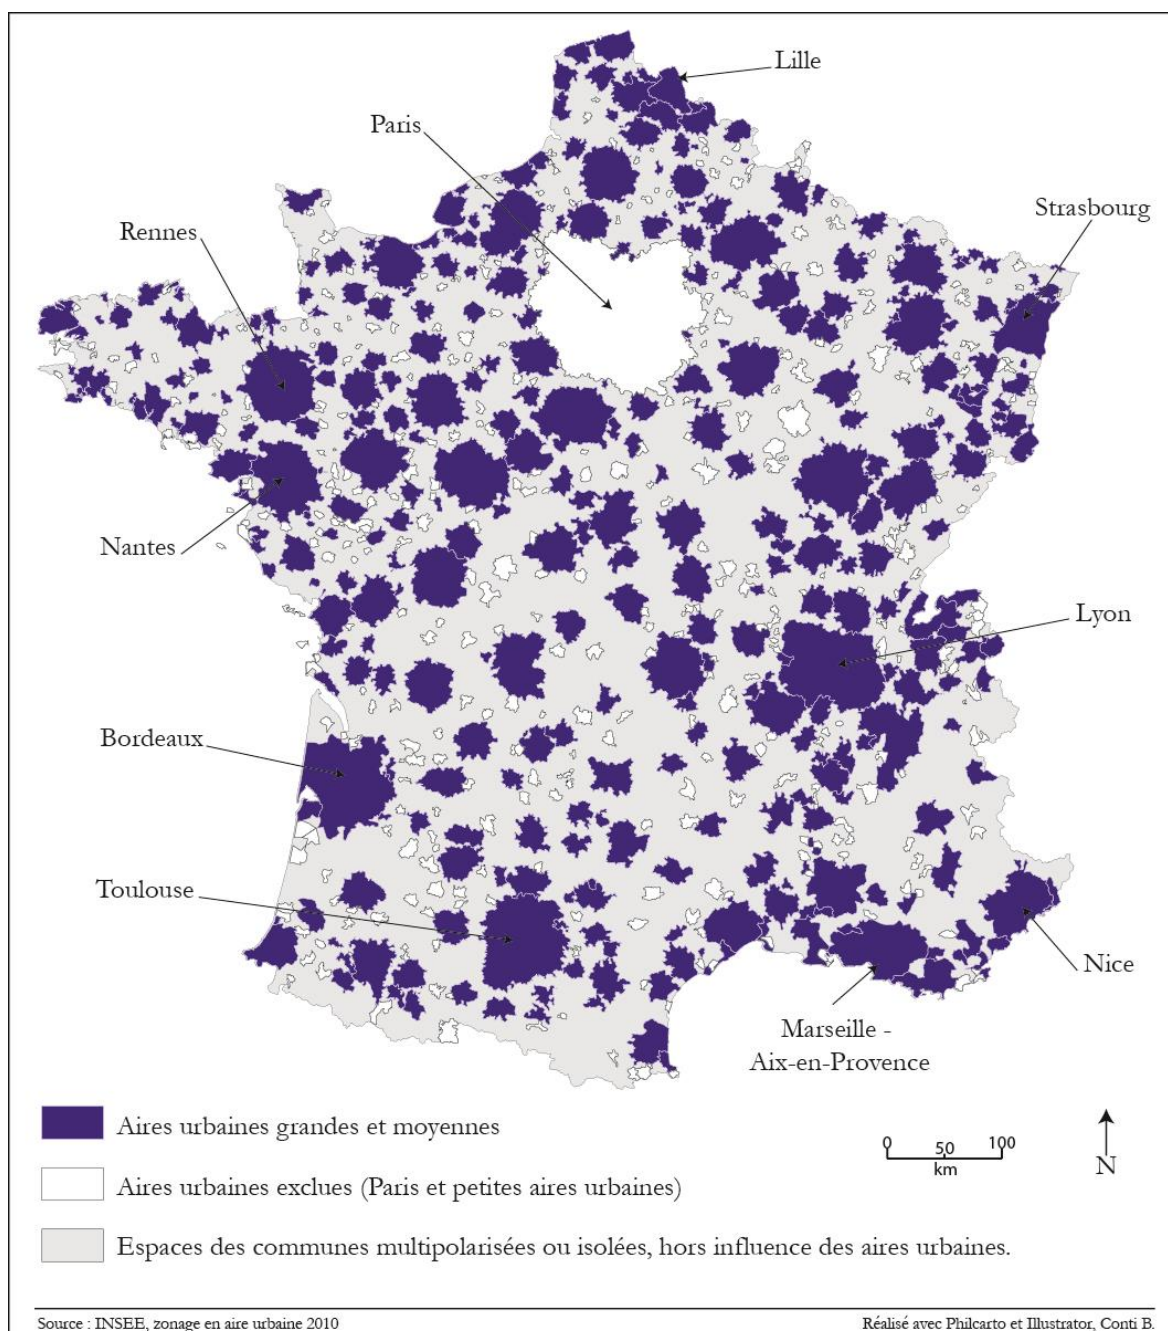 Lille
Paris
Strasbourg
Rennes
Nantes
Lyon
Bordeaux
Toulouse
Nice
Marseille -
Aix-en-Provence
Aires urbaines grandes et moyennes
0 50 100
km
N
Aires urbaines exclues (Paris et petites aires urbaines)
Espaces des communes multipolarisées ou isolées, hors influence des aires urbaines.
Source : INSEE, zonage en aire urbaine 2010
Réalisé avec Philcarto et Illustrator, Conti B.